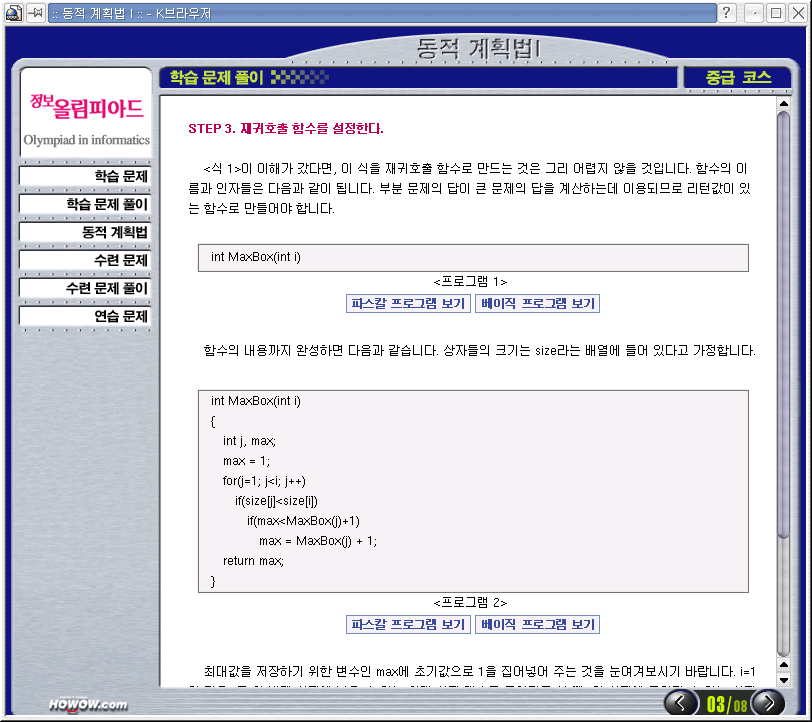 :: 동적 계획법 I :: - K브라우저
동적 계획법I
학습 문제 풀이
중급 코스
정보올림피아드
Olympiad in informatics
학습 문제
학습 문제 풀이
동적 계획법
수련 문제
수련 문제 풀이
연습 문제
STEP 3. 재귀호출 함수를 설정한다.
<식 1>이 이해가 갔다면, 이 식을 재귀호출 함수로 만드는 것은 그리 어렵지 않을 것입니다. 함수의 이
름과 인자들은 다음과 같이 됩니다. 부분 문제의 답이 큰 문제의 답을 계산하는데 이용되므로 리턴값이 있
는 함수로 만들어야 합니다.
int MaxBox(int i)
<프로그램 1>
파스칼 프로그램 보기 베이직 프로그램 보기
함수의 내용까지 완성하면 다음과 같습니다. 상자들의 크기는 size라는 배열에 들어 있다고 가정합니다.
int MaxBox(int i)
{
int j, max;
max = 1;
for(j=1; j<i; j++)
if(size[j]<size[i])
if(max<MaxBox(j)+1)
max = MaxBox(j) + 1;
return max;
}
<프로그램 2>
파스칼 프로그램 보기 베이직 프로그램 보기
최대값을 저장하기 위한 변수인 max에 초기값으로 1을 집어넣어 주는 것을 눈여겨보시기 바랍니다. i=1
HOWOW.com
03/08